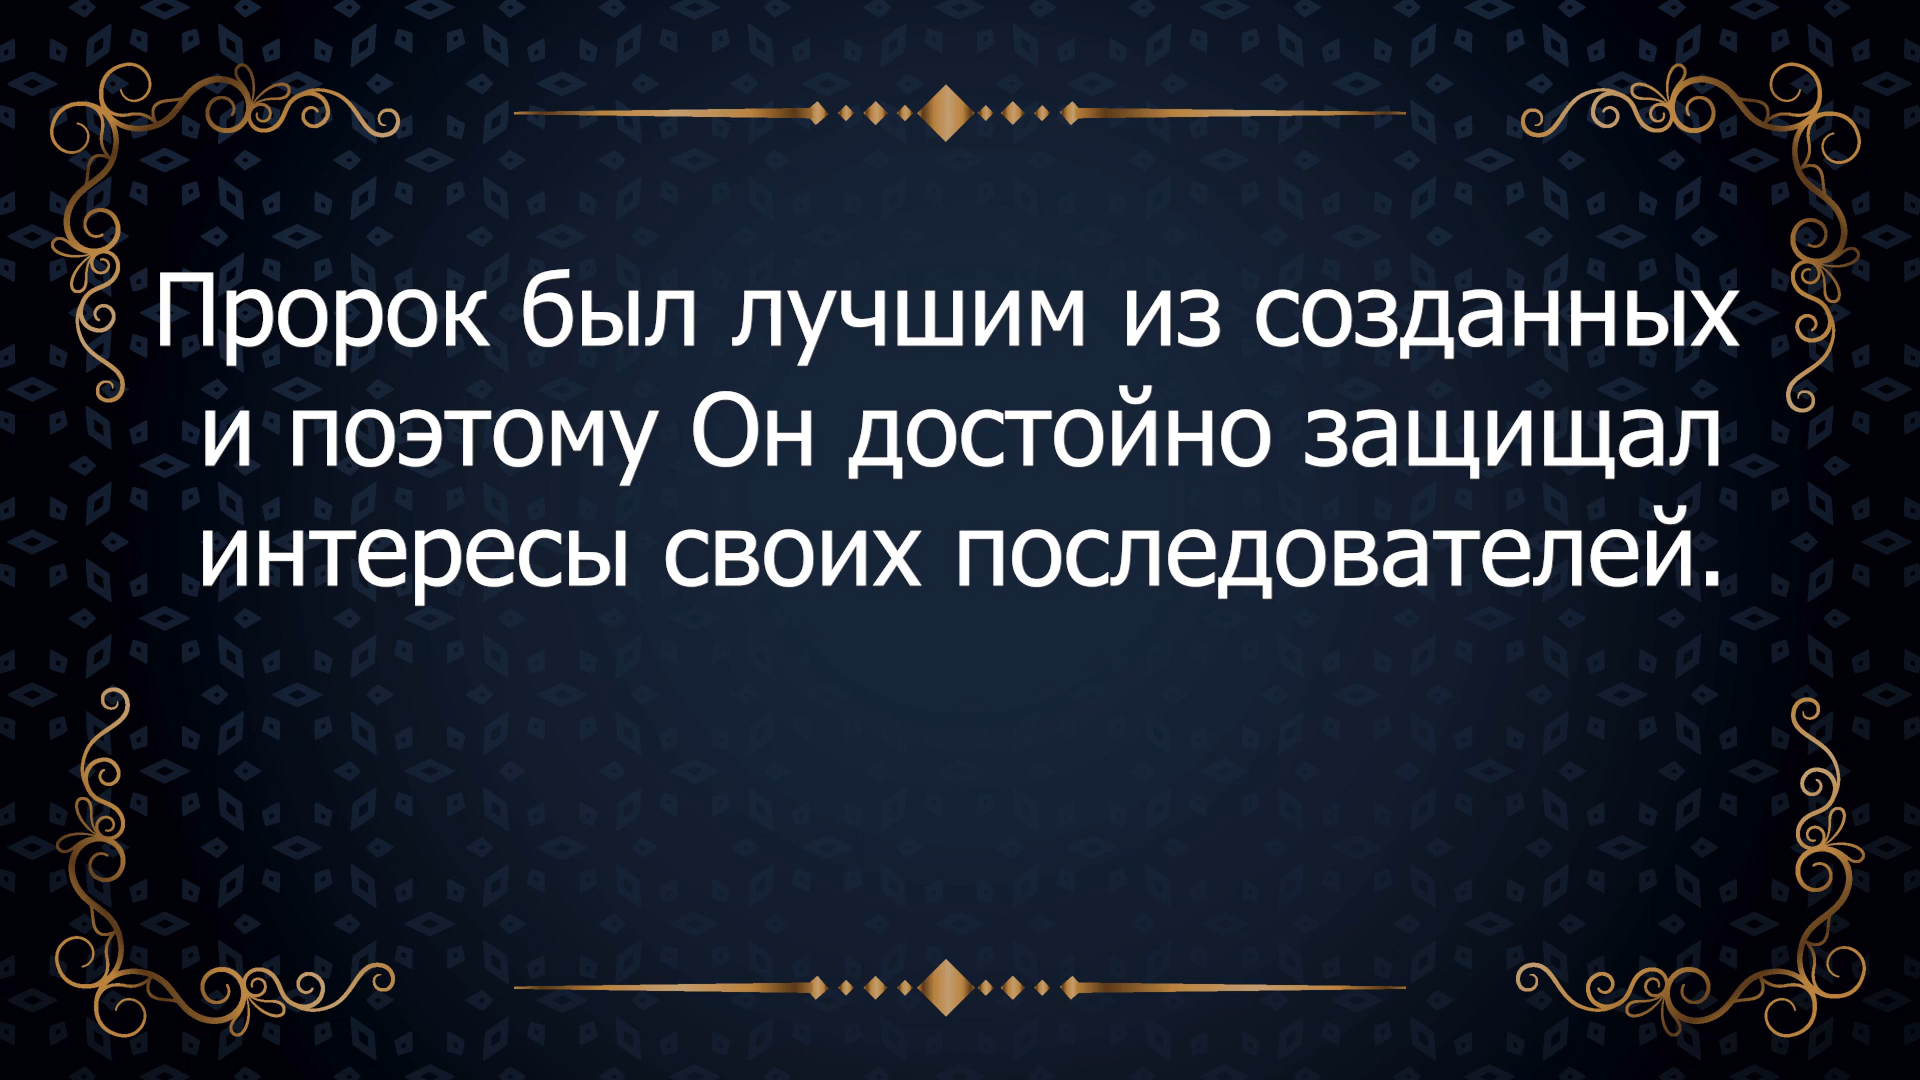 Пророк был лучшим из созданных
и поэтому Он достойно защищал
интересы своих последователей.